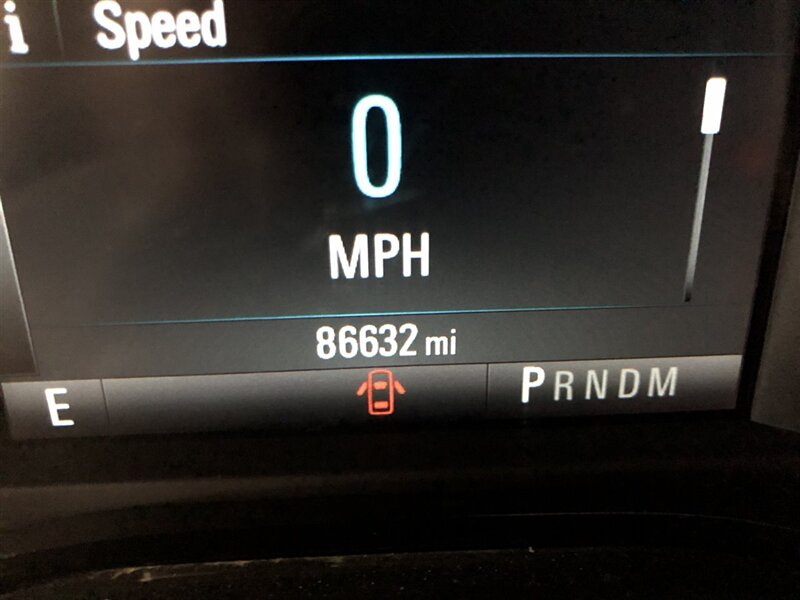 i Speed
0
MPH
86632 mi
E PRNDM